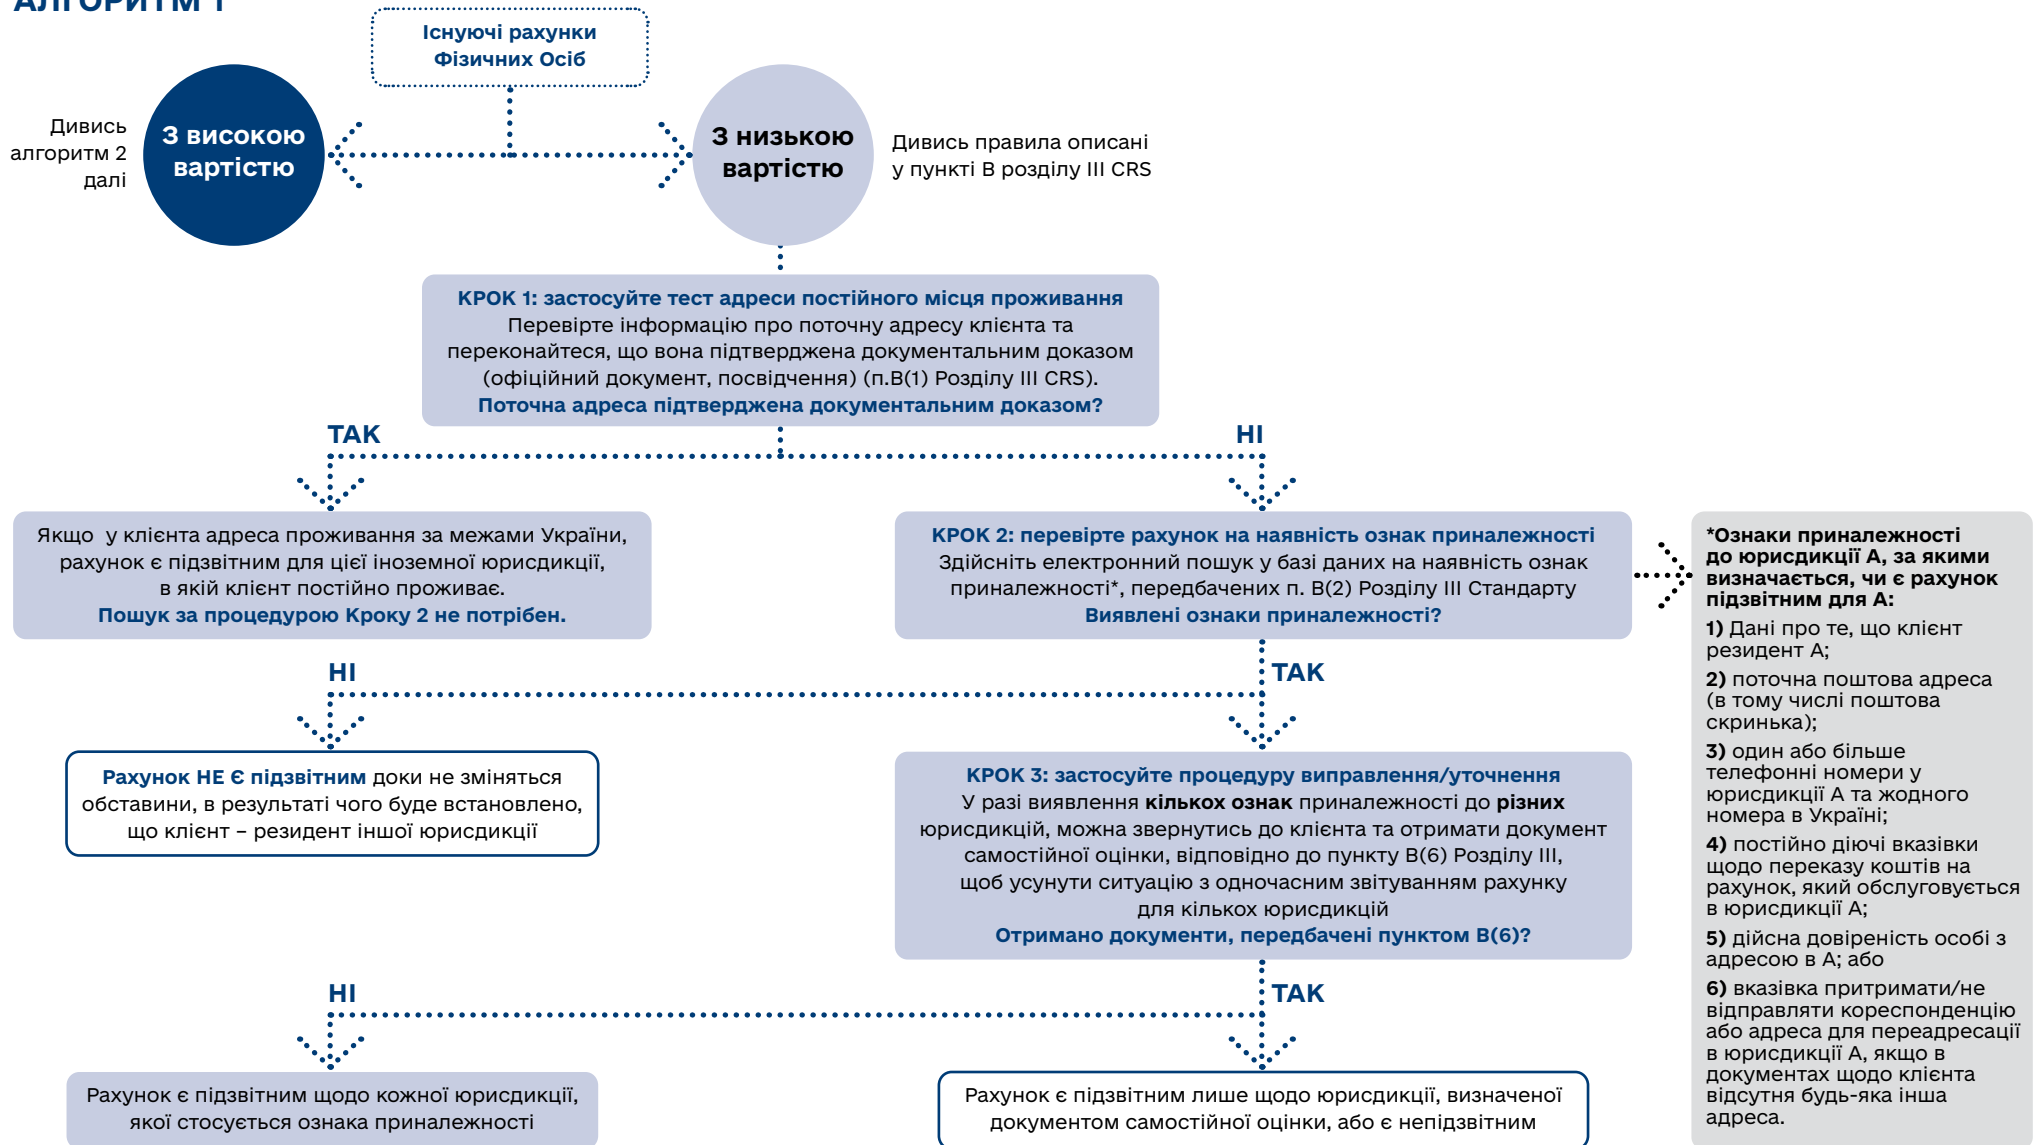 АЛГОРИТМ 1
Існуючі рахунки
Фізичних Осіб
Дивись
алгоритм 2
далі
З високою
вартістю
З низькою
вартістю
Дивись правила описані
у пункті В розділу III CRS
КРОК 1: застосуйте тест адреси постійного місця проживання
Перевірте інформацію про поточну адресу клієнта та
переконайтеся, що вона підтверджена документальним доказом
(офіційний документ, посвідчення) (п.В(1) Розділу III CRS).
Поточна адреса підтверджена документальним доказом?
ТАК
НІ
Якщо у клієнта адреса проживання за межами України,
рахунок є підзвітним для цієї іноземної юрисдикції,
в якій клієнт постійно проживає.
Пошук за процедурою Кроку 2 не потрібен.
КРОК 2: перевірте рахунок на наявність ознак приналежності
Здійсніть електронний пошук у базі даних на наявність ознак
приналежності*, передбачених п. В(2) Розділу III Стандарту
Виявлені ознаки приналежності?
НІ
ТАК
Рахунок НЕ Є підзвітним доки не зміняться
обставини, в результаті чого буде встановлено,
що клієнт – резидент іншої юрисдикції
КРОК 3: застосуйте процедуру виправлення/уточнення
У разі виявлення кількох ознак приналежності до різних
юрисдикцій, можна звернутись до клієнта та отримати документ
самостійної оцінки, відповідно до пункту В(6) Розділу III,
щоб усунути ситуацію з одночасним звітуванням рахунку
для кількох юрисдикцій
Отримано документи, передбачені пунктом В(6)?
НІ
ТАК
Рахунок є підзвітним щодо кожної юрисдикції,
якої стосується ознака приналежності
Рахунок є підзвітним лише щодо юрисдикції, визначеної
документом самостійної оцінки, або є непідзвітним
*Ознаки приналежності
до юрисдикції А, за якими
визначається, чи є рахунок
підзвітним для А:
1) Дані про те, що клієнт
резидент А;
2) поточна поштова адреса
(в тому числі поштова
скринька);
3) один або більше
телефонні номери у
юрисдикції А та жодного
номера в Україні;
4) постійно діючі вказівки
щодо переказу коштів на
рахунок, який обслуговується
в юрисдикції А;
5) дійсна довіреність особі з
адресою в А; або
6) вказівка притримати/не
відправляти кореспонденцію
або адреса для переадресації
в юрисдикції А, якщо в
документах щодо клієнта
відсутня будь-яка інша
адреса.